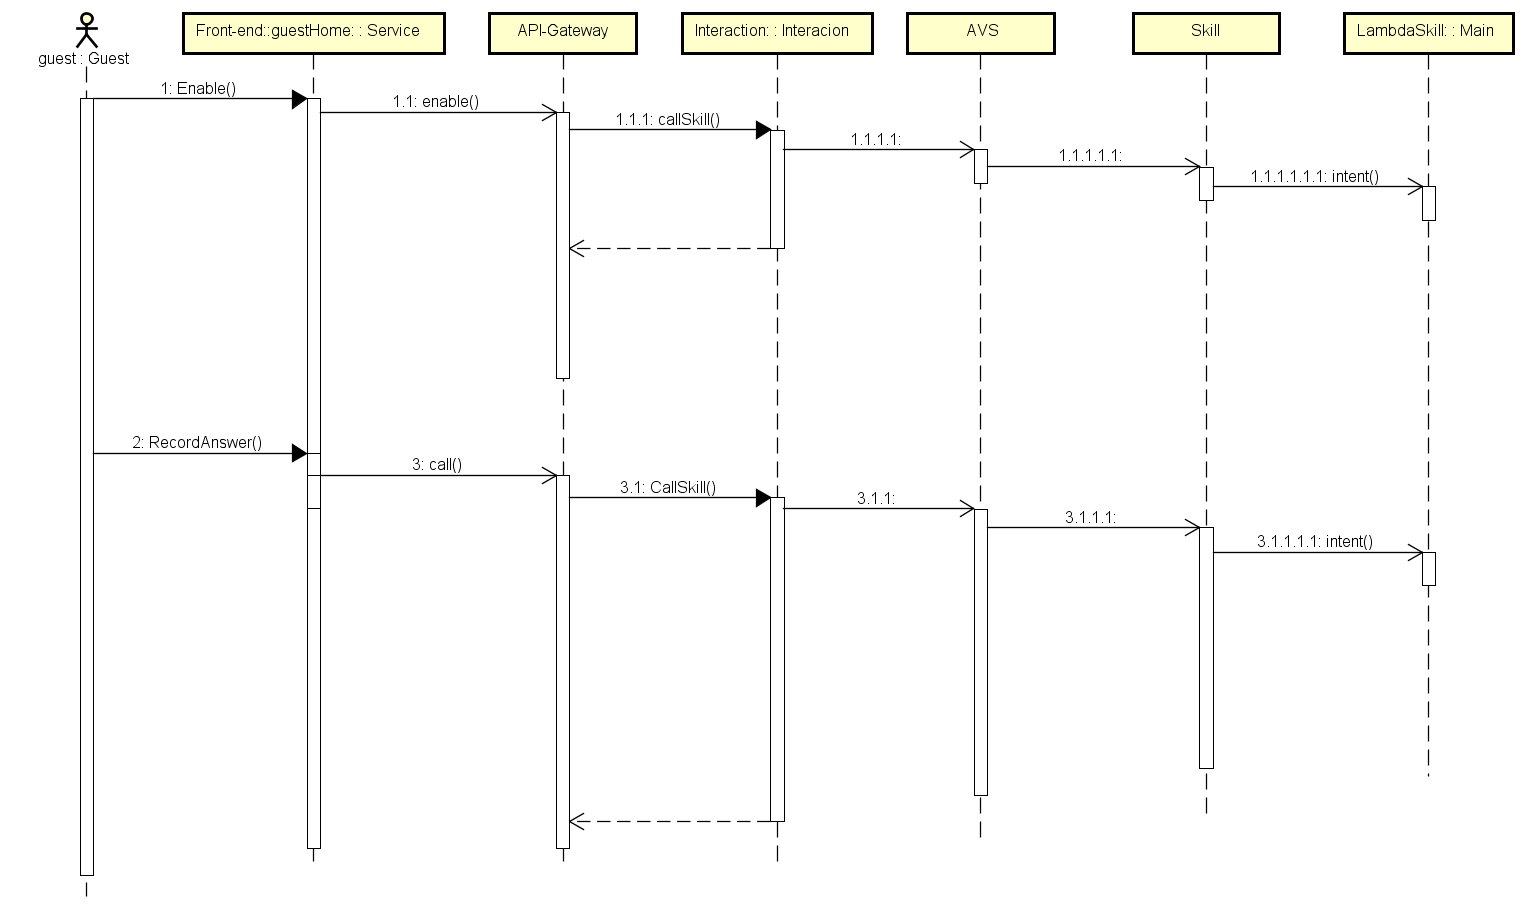 guest : Guest
Front-end::guestHome: : Service
API-Gateway
Interaction: : Interacion
AVS
Skill
LambdaSkill: : Main
1: Enable()
1.1: enable()
1.1.1: callSkill()
1.1.1.1:
1.1.1.1.1:
1.1.1.1.1.1: intent()
2: RecordAnswer()
3: call()
3.1: CallSkill()
3.1.1:
3.1.1.1:
3.1.1.1.1: intent()